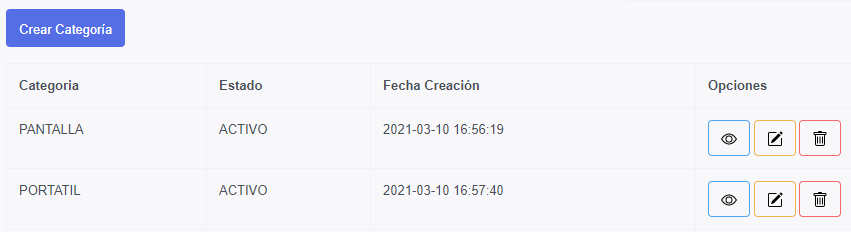 Crear Categoría
Categoria Estado Fecha Creación Opciones
PANTALLA ACTIVO 2021-03-10 16:56:19
PORTATIL ACTIVO 2021-03-10 16:57:40